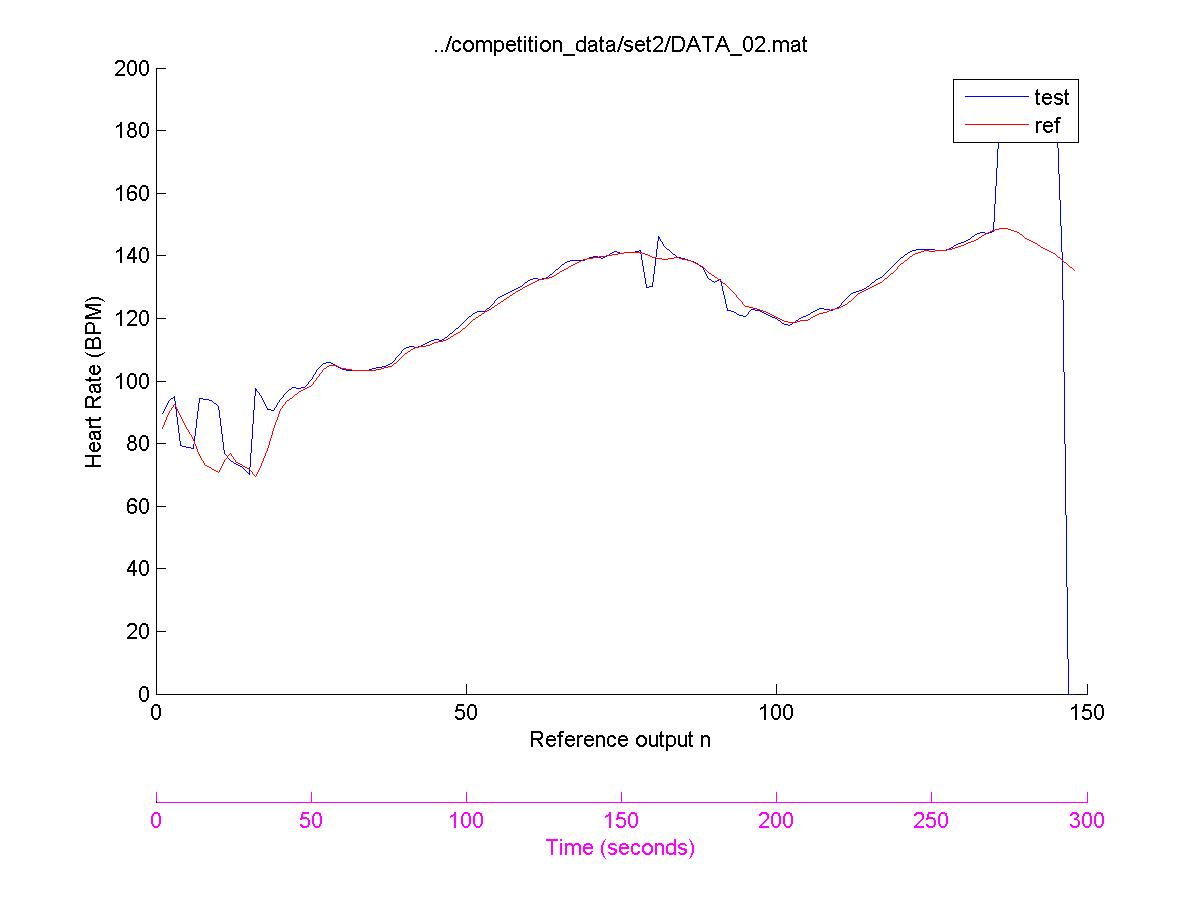 ../competition_data/set2/DATA_02.mat
200
180
160
140
120
100
80
60
40
20
0
Heart Rate (BPM)
test
ref
0 50 100 150
Reference output n
0 50 100 150 200 250 300
Time (seconds)